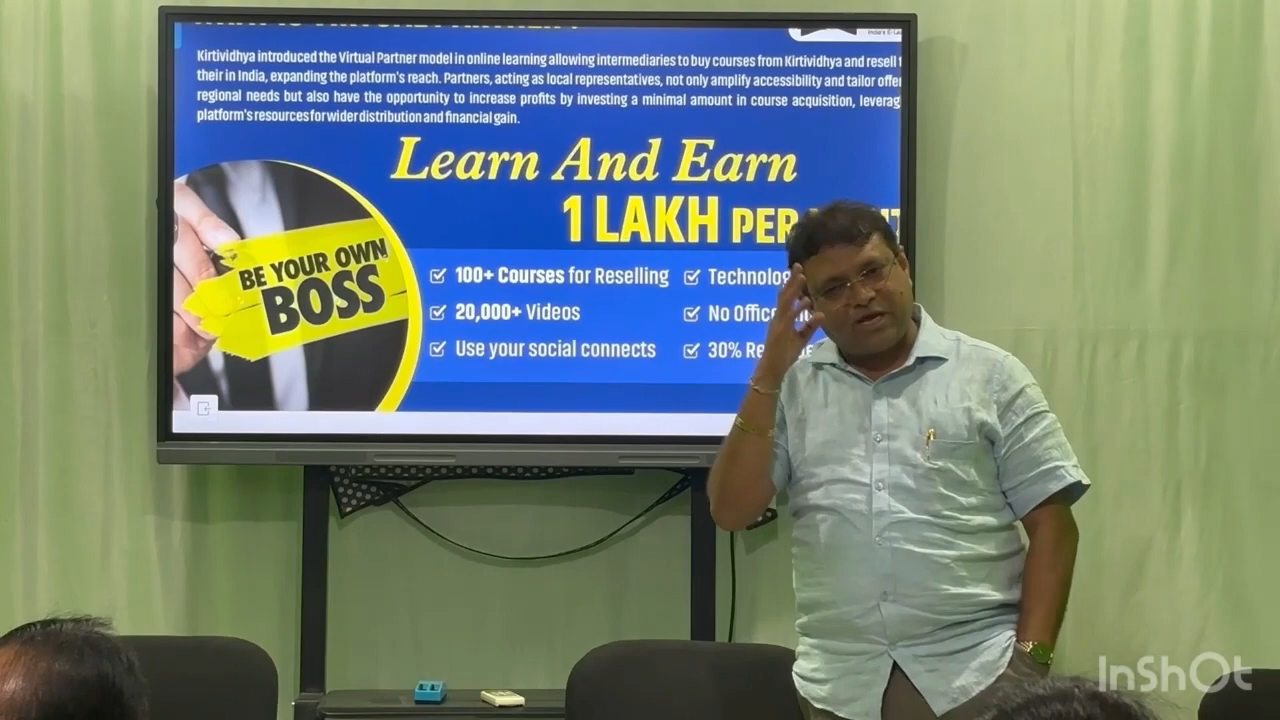 Kirtividhya introduced the Virtual Partner model in online learning allowing intermediaries to buy courses from Kirtividhya and resell
their in India, expanding the platform's reach. Partners, acting as local representatives, not only amplify accessibility and tailor
regional needs but also have the opportunity to increase profits by investing a minimal amount in course acquisition,
platform's resources for wider distribution and financial gain.
Learn And Earn
1 LAKH PER
BE YOUR OWN
BOSS
100+ Courses for Reselling
20,000+ Videos
Use your social connects
No Office
30%
InShOt